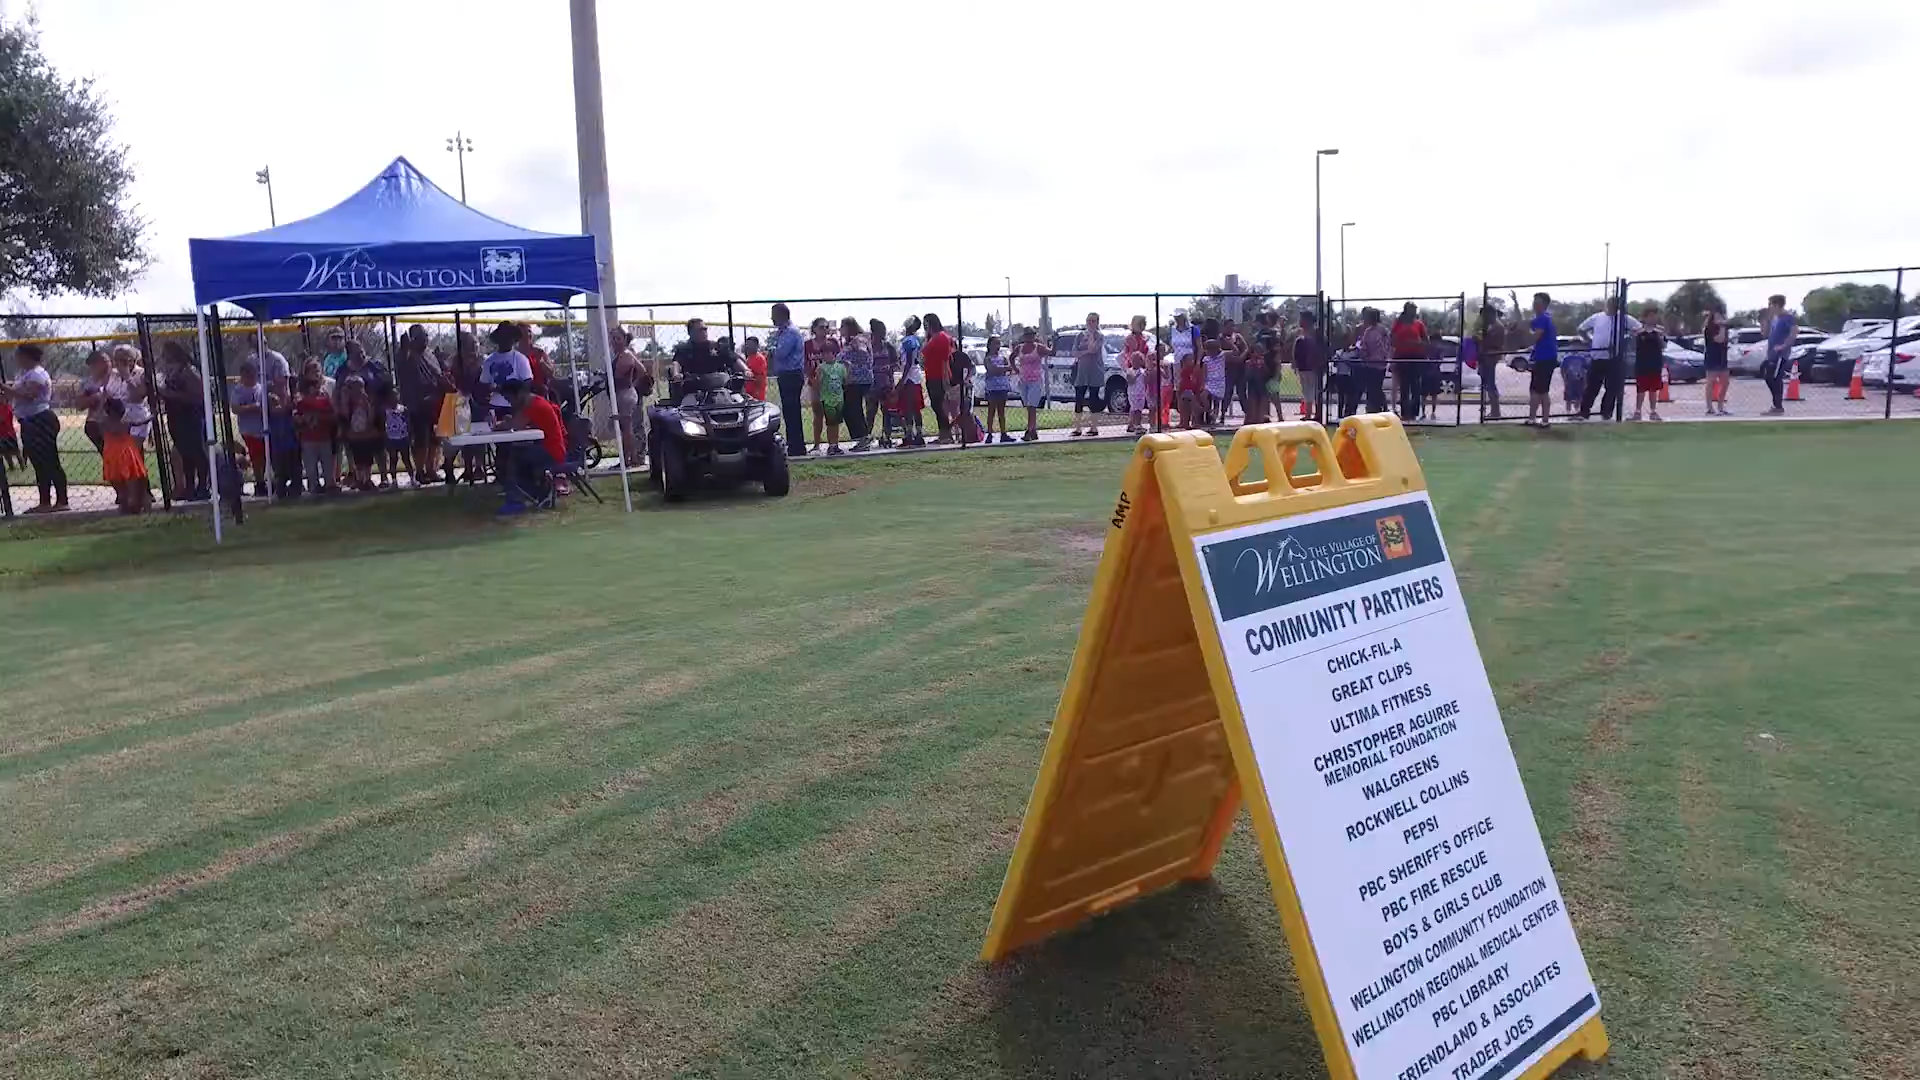 WELLINGTON
AMP
THE VILLAGE OF
WELLINGTON
COMMUNITY PARTNERS
CHICK-FIL-A
GREAT CLIPS
ULTIMA FITNESS
CHRISTOPHER AGUIRRE
MEMORIAL FOUNDATION
WALGREENS
ROCKWELL COLLINS
PEPSI
PBC SHERIFF'S OFFICE
PBC FIRE RESCUE
BOYS & GIRLS CLUB
WELLINGTON COMMUNITY FOUNDATION
WELLINGTON REGIONAL MEDICAL CENTER
PBC LIBRARY
FRIENDLAND & ASSOCIATES
TRADER JOES